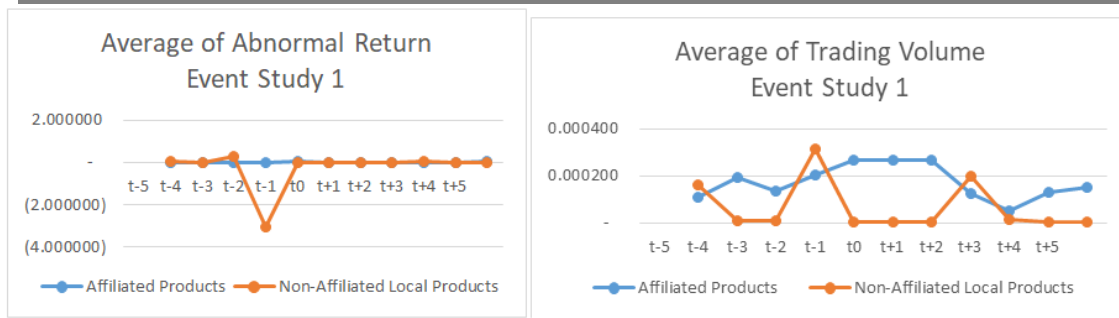 Average of Abnormal Return
Event Study 1
2.000000
-
t-5 t-4 t-3 t-2 t-1 t0 t+1 t+2 t+3 t+4 t+5
(2.000000)
(4.000000)
Affiliated Products Non-Affiliated Local Products
Average of Trading Volume
Event Study 1
0.000400
0.000200
-
t-5 t-4 t-3 t-2 t-1 t0 t+1 t+2 t+3 t+4 t+5
Affiliated Products Non-Affiliated Local Products